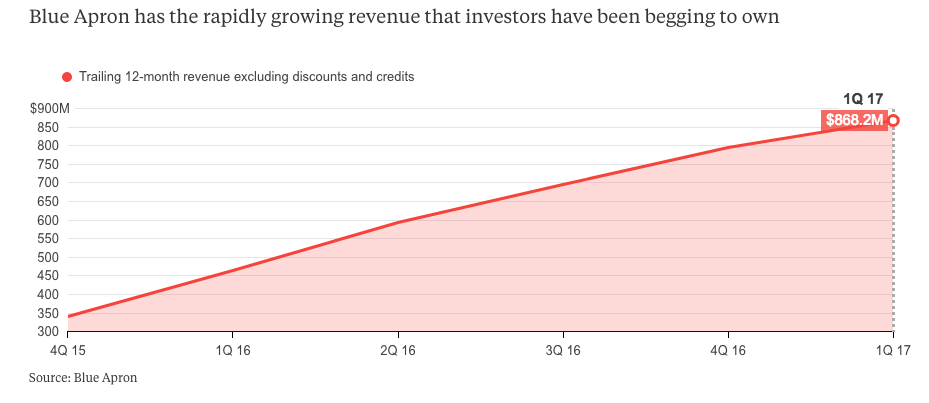 Blue Apron has the rapidly growing revenue that investors have been begging to own
Trailing 12-month revenue excluding discounts and credits
1Q 17
$900M
$868.2M
850
800
750
700
650
600
550
500
450
400
350
300
4Q 15 1Q 16 2Q 16 3Q 16 4Q 16 1Q 17
Source: Blue Apron